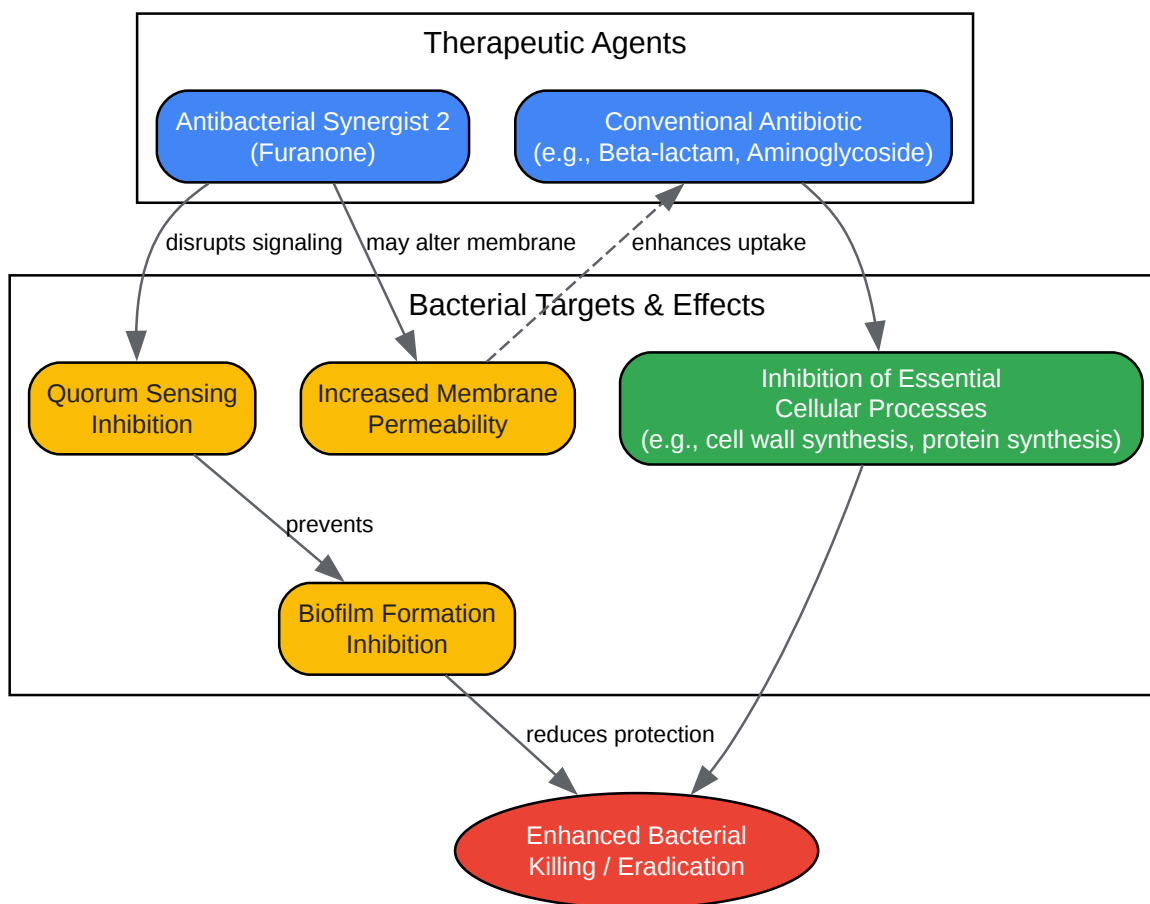 Therapeutic Agents
Antibacterial Synergist 2
(Furanone)
Conventional Antibiotic
(e.g., Beta-lactam, Aminoglycoside)
disrupts signaling
may alter membrane
enhances uptake
Bacterial Targets & Effects
Quorum Sensing
Inhibition
Increased Membrane
Permeability
Inhibition of Essential
Cellular Processes
(e.g., cell wall synthesis, protein synthesis)
prevents
Biofilm Formation
Inhibition
reduces protection
Enhanced Bacterial
Killing / Eradication